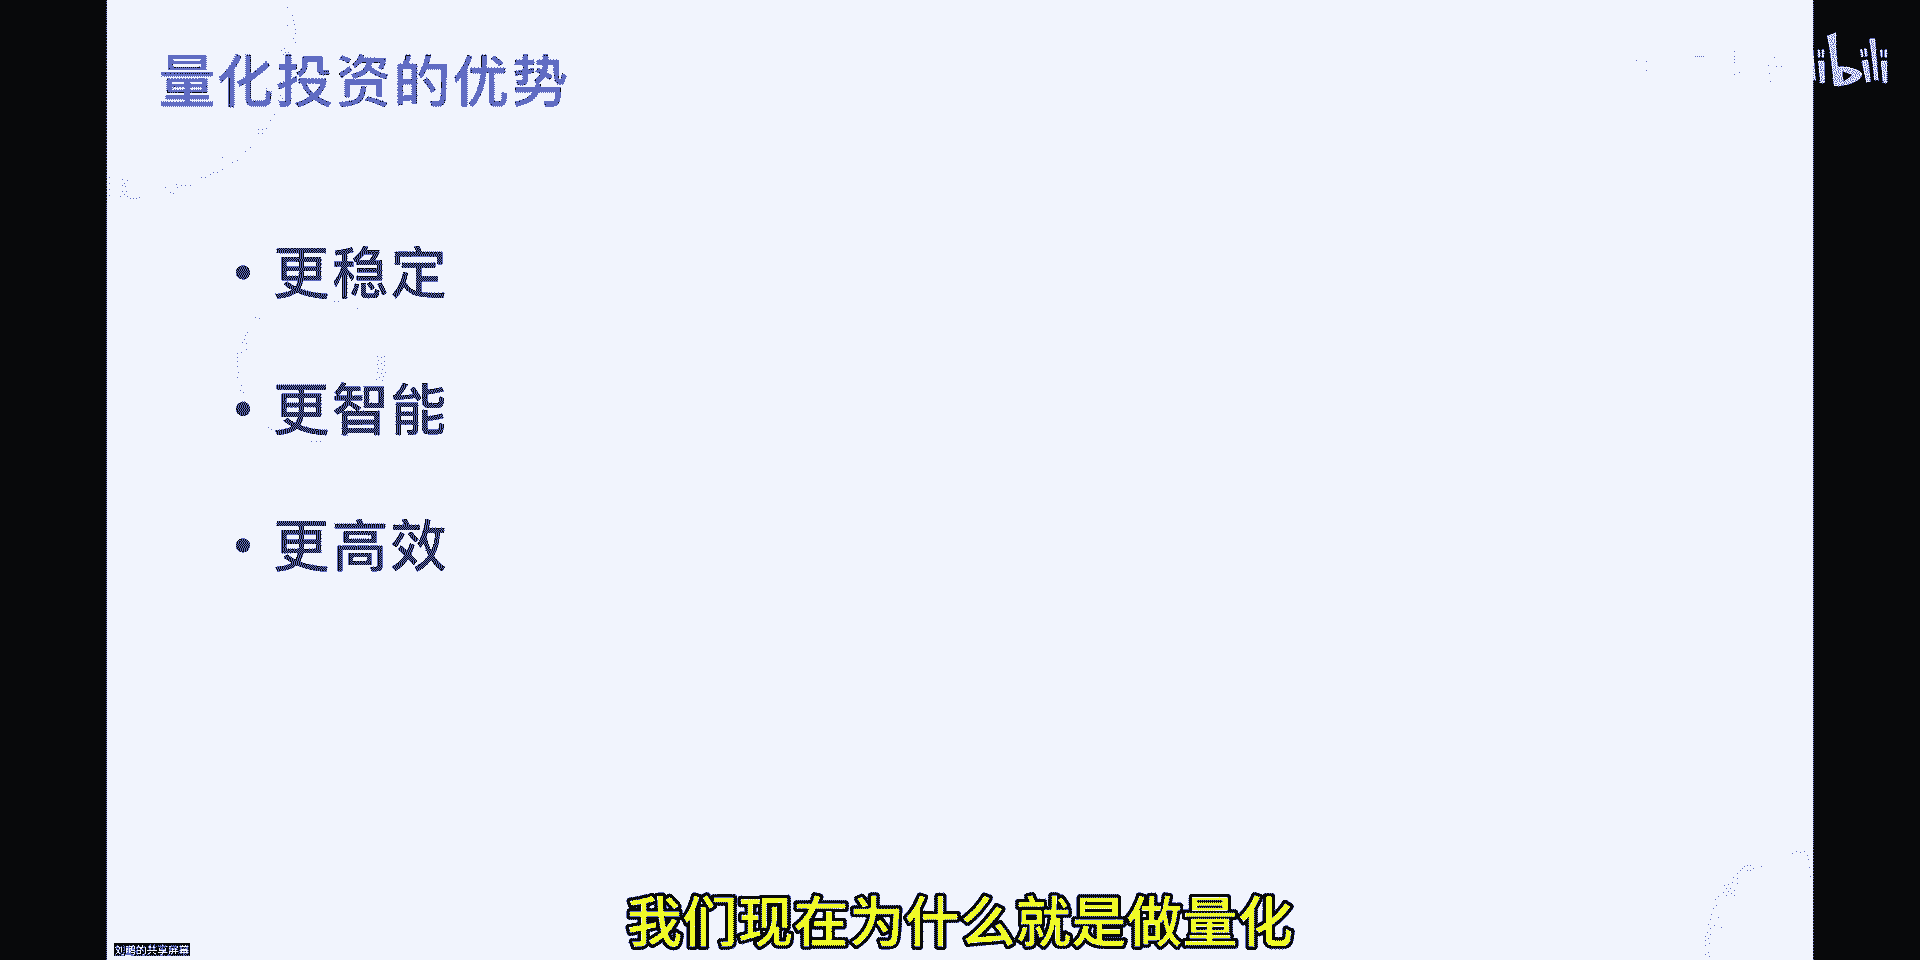 量化投资的优势
bili
• 更稳定
• 更智能
• 更高效
我们现在为什么就是做量化
刘鹏的共享屏幕